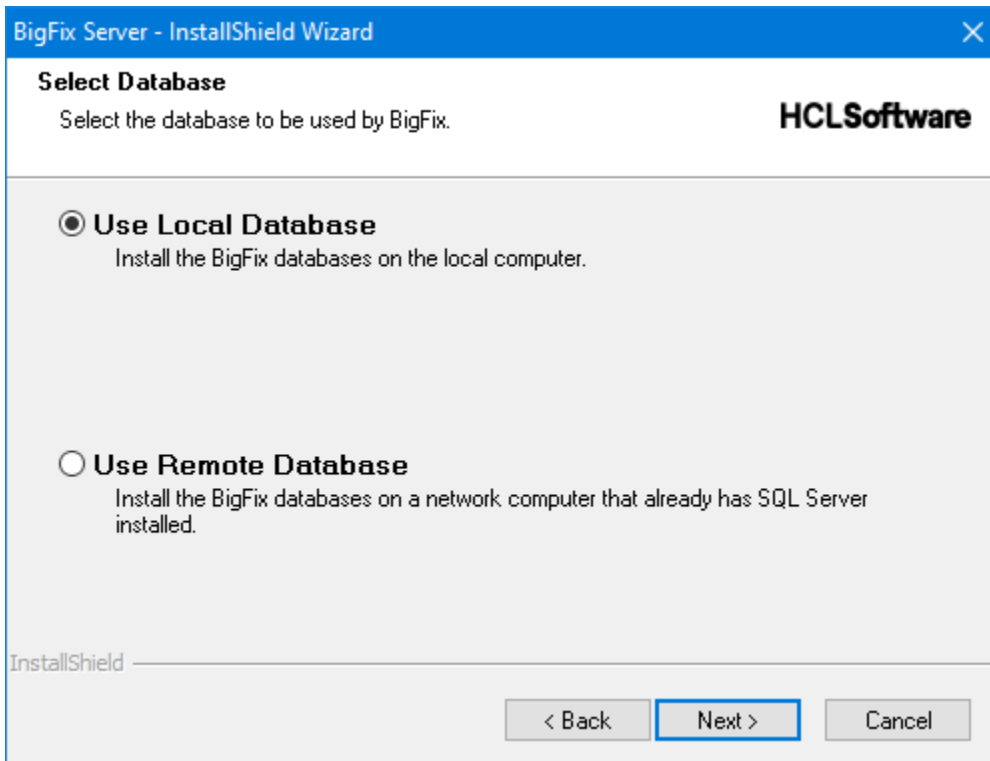 BigFix Server - InstallShield Wizard
Select Database
Select the database to be used by BigFix.
HCLSoftware
Use Local Database
Install the BigFix databases on the local computer.
Use Remote Database
Install the BigFix databases on a network computer that already has SQL Server
installed.
InstallShield
< Back
Next >
Cancel